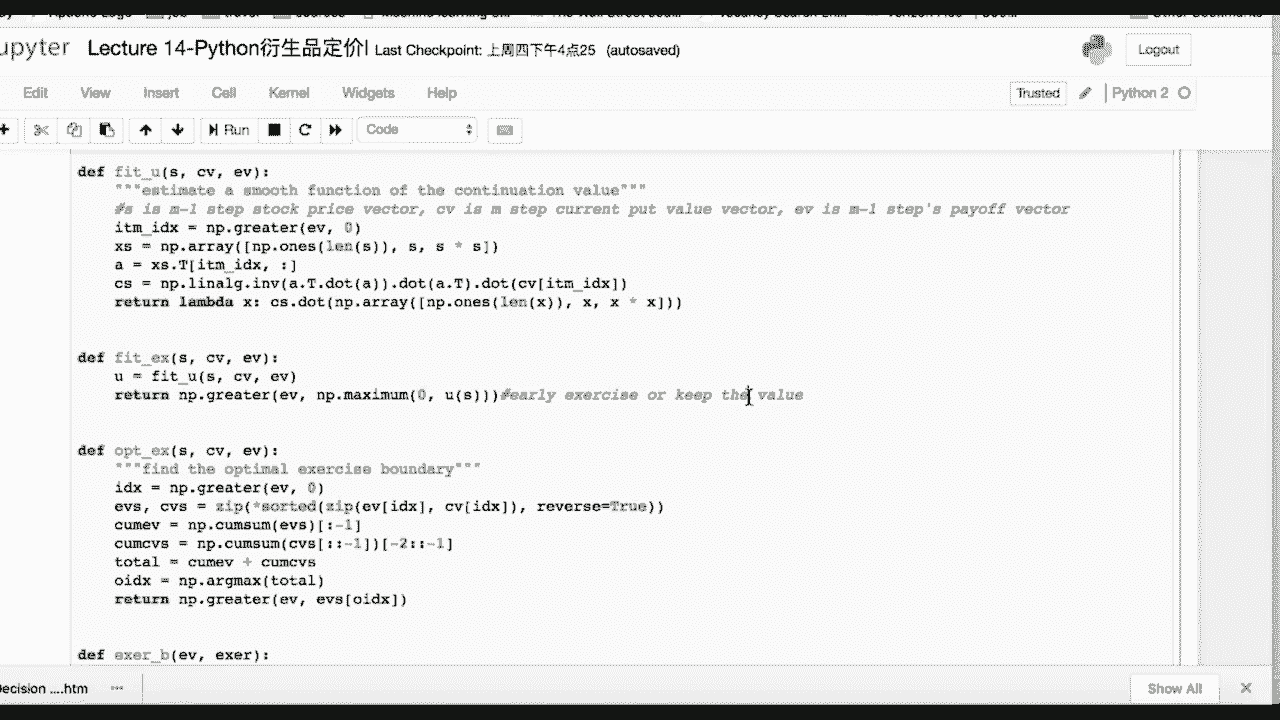 upyter Lecture 14-Python衍生品定价I Last Checkpoint: 上周四下午4点25 (autosaved)
Logout
Edit View Insert Cell Kernel Widgets Help
Trusted
Python 2
Run
Code
def fit_u(s, cv, ev):
"""estimate a smooth function of the continuation value"""
#s is m-1 step stock price vector, cv is m step current put value vector, ev is m-1 step's payoff vector
itm_idx = np.greater(ev, 0)
xs = np.array([np.ones(len(s)), s, s * s])
a = xs.T[itm_idx, :]
cs = np.linalg.inv(a.T.dot(a)).dot(a.T).dot(cv[itm_idx])
return lambda x: cs.dot(np.array([np.ones(len(x)), x, x * x]))
def fit_ex(s, cv, ev):
u = fit_u(s, cv, ev)
return np.greater(ev, np.maximum(0, u(s)))#early exercise or keep the value
def opt_ex(s, cv, ev):
"""find the optimal exercise boundary"""
idx = np.greater(ev, 0)
evs, cvs = zip(*sorted(zip(ev[idx], cv[idx]), reverse=True))
cumev = np.cumsum(evs)[:-1]
cumcvs = np.cumsum(cvs[::-1])[-2::-1]
total = cumev + cumcvs
oidx = np.argmax(total)
return np.greater(ev, evs[oidx])
def exer_b(ev, exer):
Decision ....htm
Show All